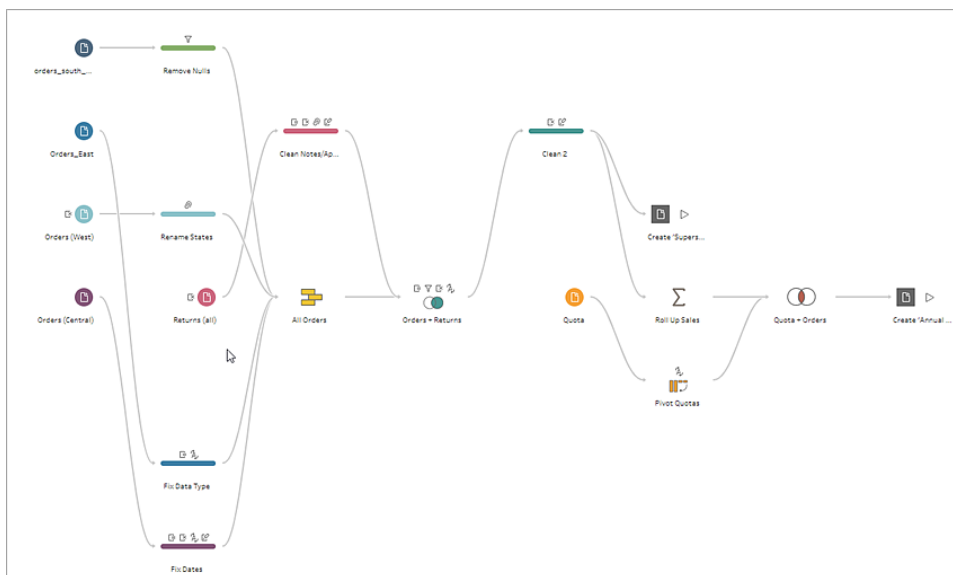 Remove Nulls
orders_south_...
Orders_East
Clean Notes/Ap...
Clean 2
Orders (West)
Rename States
Create 'Supers...
Orders (Central)
Returns (all)
All Orders
Orders + Returns
Quota
Roll Up Sales
Quota + Orders
Create 'Annual ...
Pivot Quotas
Fix Data Type
Fix Dates